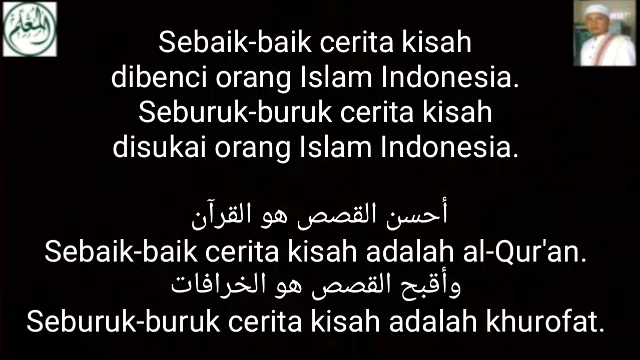 المعلم
Sebaik-baik cerita kisah
dibenci orang Islam Indonesia.
Seburuk-buruk cerita kisah
disukai orang Islam Indonesia.
أحسن القصص هو القرآن
Sebaik-baik cerita kisah adalah al-Qur'an.
وأقبح القصص هو الخرافات
Seburuk-buruk cerita kisah adalah khurofat.